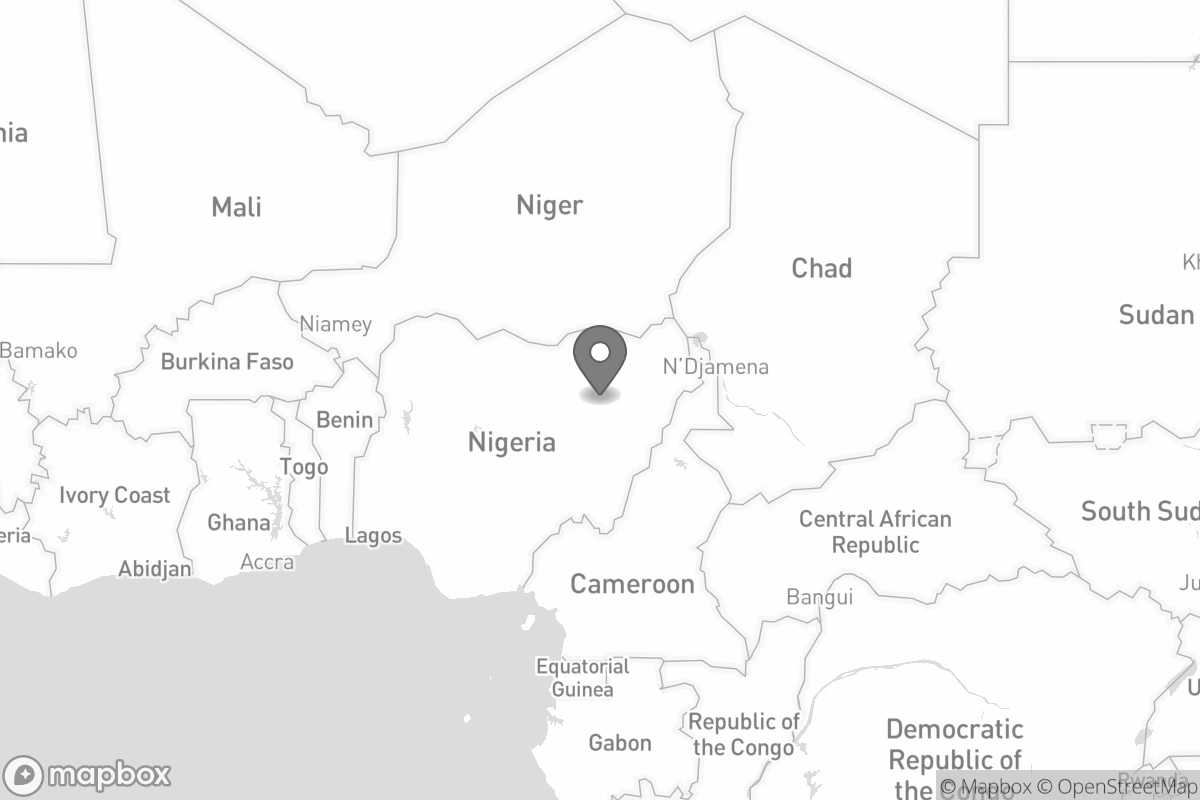 nia
Mali
Niger
Chad
Kh
Sudan
Niamey
Bamako
Burkina Faso
N'Djamena
Benin
Nigeria
Togo
Ivory Coast
Ghana
South Sud
Central African
Republic
eria
Lagos
Abidjan
Accra
Cameroon
Bangui
Ju
Equatorial
Guinea
U
Republic of
the Congo
Gabon
Democratic
Republic of
the Congo
Rwanda
mapbox
© Mapbox © OpenStreetMap